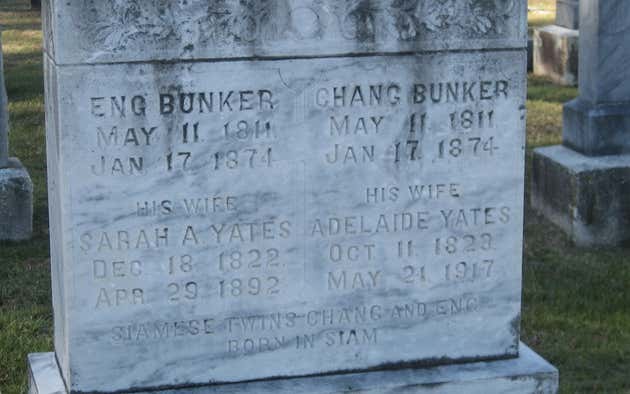 ENG BUNKER
MAY 11 1811
JAN 17 1874
HIS WIFE
SARAH A. YATES
DEC 18 1822
APR 29 1892
CHANG BUNKER
MAY 11 1811
JAN 17 1874
HIS WIFE
ADELAIDE YATES
OCT 11 1823
MAY 21 1917
SIAMESE TWINS CHANG AND ENG
BORN IN SIAM